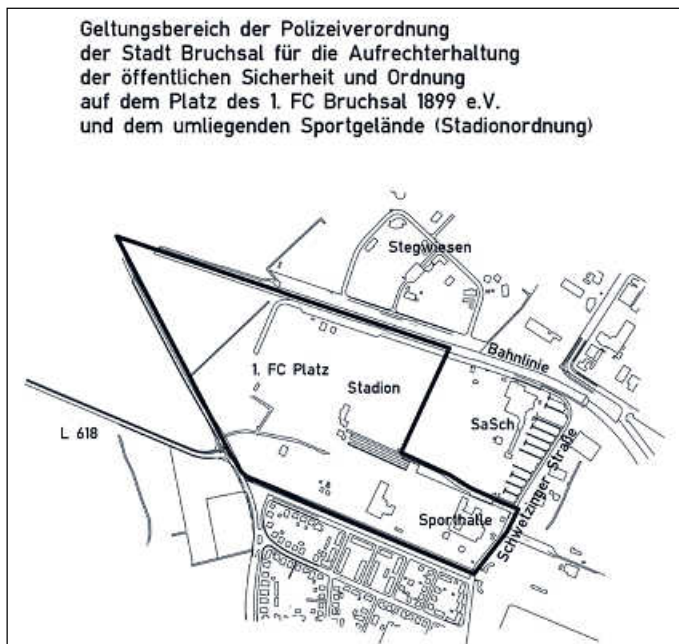 Geltungsbereich der Polizeiverordnung
der Stadt Bruchsal für die Aufrechterhaltung
der öffentlichen Sicherheit und Ordnung
auf dem Platz des 1. FC Bruchsal 1899 e.V.
und dem umliegenden Sportgelände (Stadionordnung)
Stegwiesen
Bahnlinie
1. FC Platz
Stadion
SaSch
L 618
Sporthalle
Schwetzinger-Straße